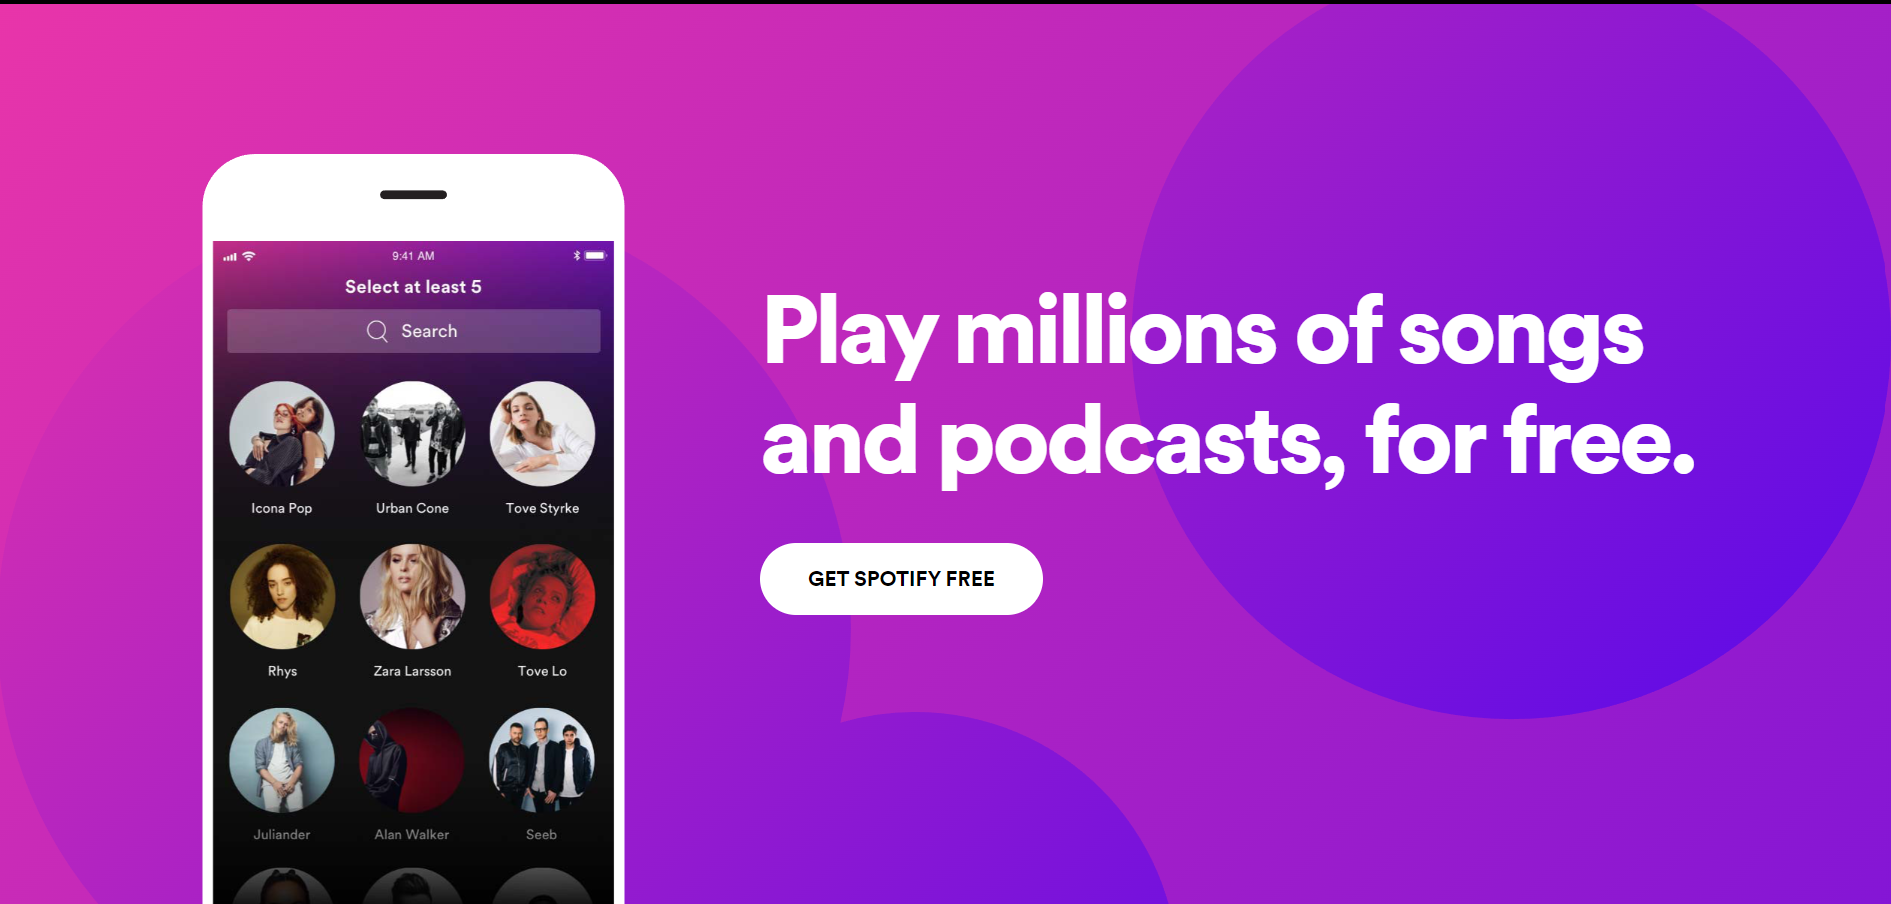 9:41 AM
Select at least 5
Search
Icona Pop
Urban Cone
Tove Styrke
Rhys
Zara Larsson
Tove Lo
Juliander
Alan Walker
Seeb
Play millions of songs
and podcasts, for free.
GET SPOTIFY FREE